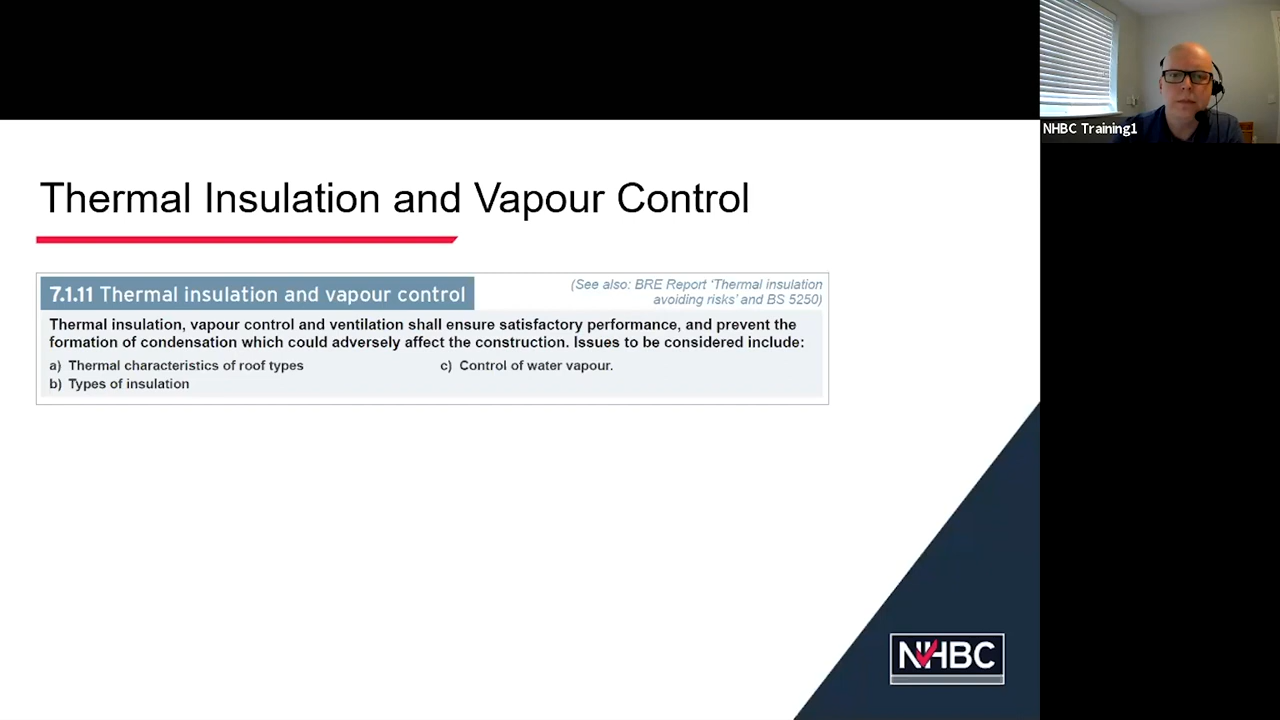 NHBC Training1
Thermal Insulation and Vapour Control
7.1.11 Thermal insulation and vapour control
(See also: BRE Report ‘Thermal insulation
avoiding risks’ and BS 5250)
Thermal insulation, vapour control and ventilation shall ensure satisfactory performance, and prevent the
formation of condensation which could adversely affect the construction. Issues to be considered include:
a) Thermal characteristics of roof types
b) Types of insulation
c) Control of water vapour.
NHBC